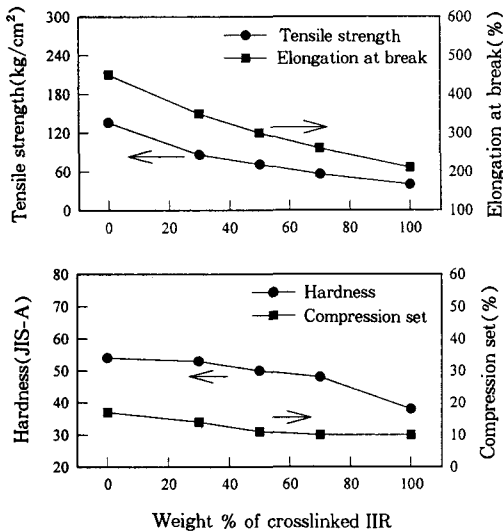 Tensile strength(kg/cm²)
300
240
180
120
60
0
Tensile strength
Elongation at break
600
500
400
300
200
100
Elongation at break(%)
0 20 40 60 80 100
Hardness(JIS-A)
80
70
60
50
40
30
20
Hardness
Compression set
60
50
40
30
20
10
0
Compression set(%)
0 20 40 60 80 100
Weight % of crosslinked IIR